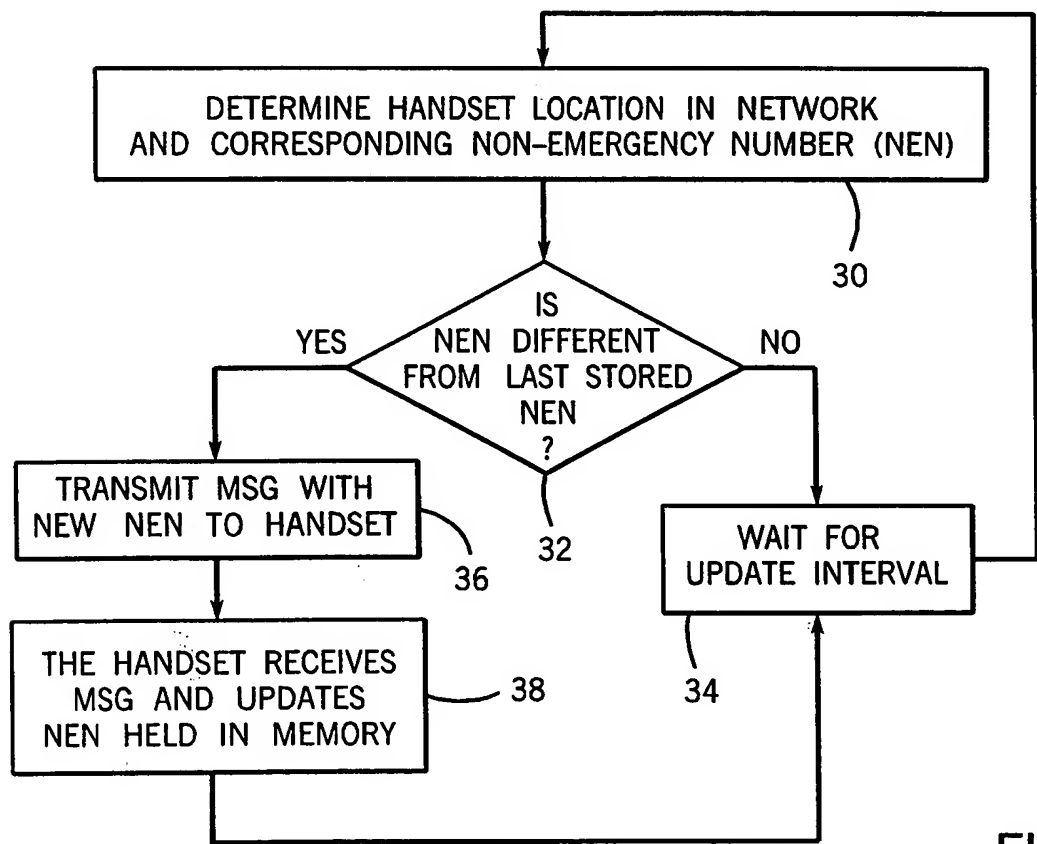 DETERMINE HANDSET LOCATION IN NETWORK
AND CORRESPONDING NON-EMERGENCY NUMBER (NEN)
30
IS
NEN DIFFERENT
FROM LAST STORED
NEN
?
YES
NO
32
TRANSMIT MSG WITH
NEW NEN TO HANDSET
36
WAIT FOR
UPDATE INTERVAL
34
THE HANDSET RECEIVES
MSG AND UPDATES
NEN HELD IN MEMORY
38